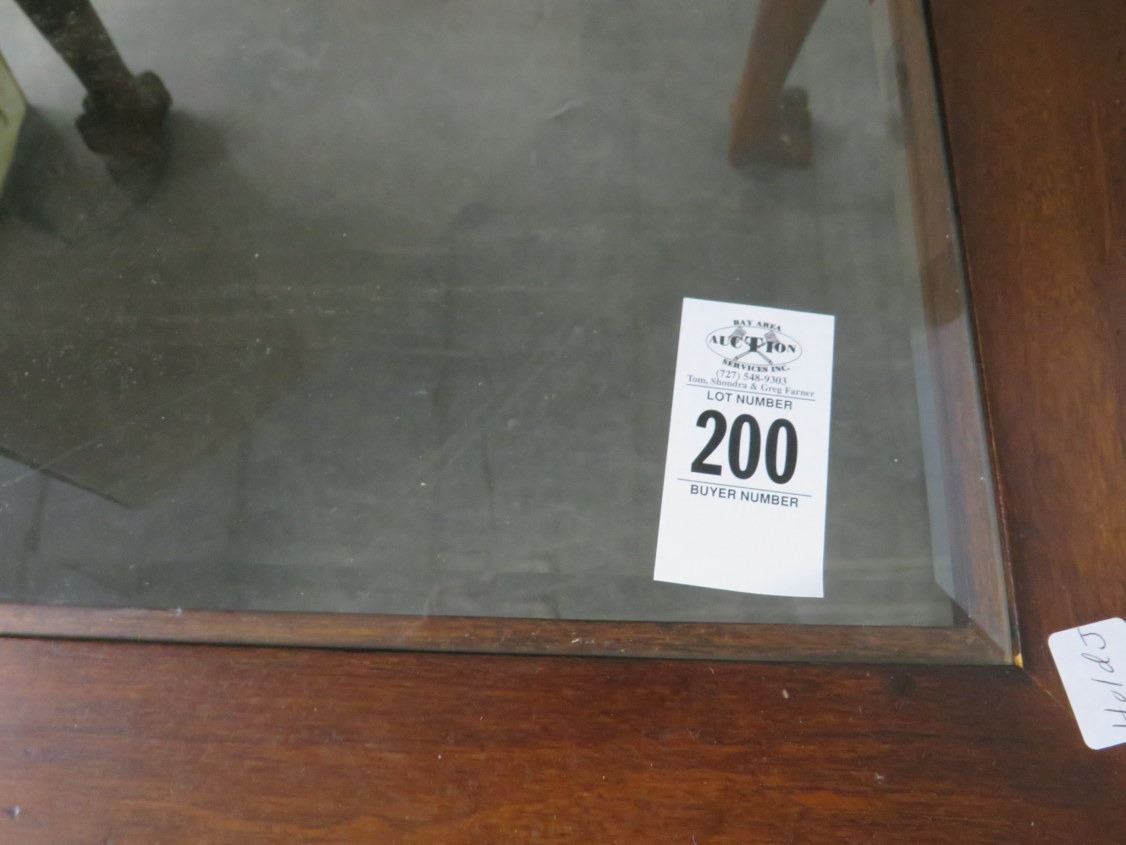 BAY AREA
AUCTION
SERVICES INC.
(727) 548-9303
Tom, Shondra & Greg Farner
LOT NUMBER
200
BUYER NUMBER